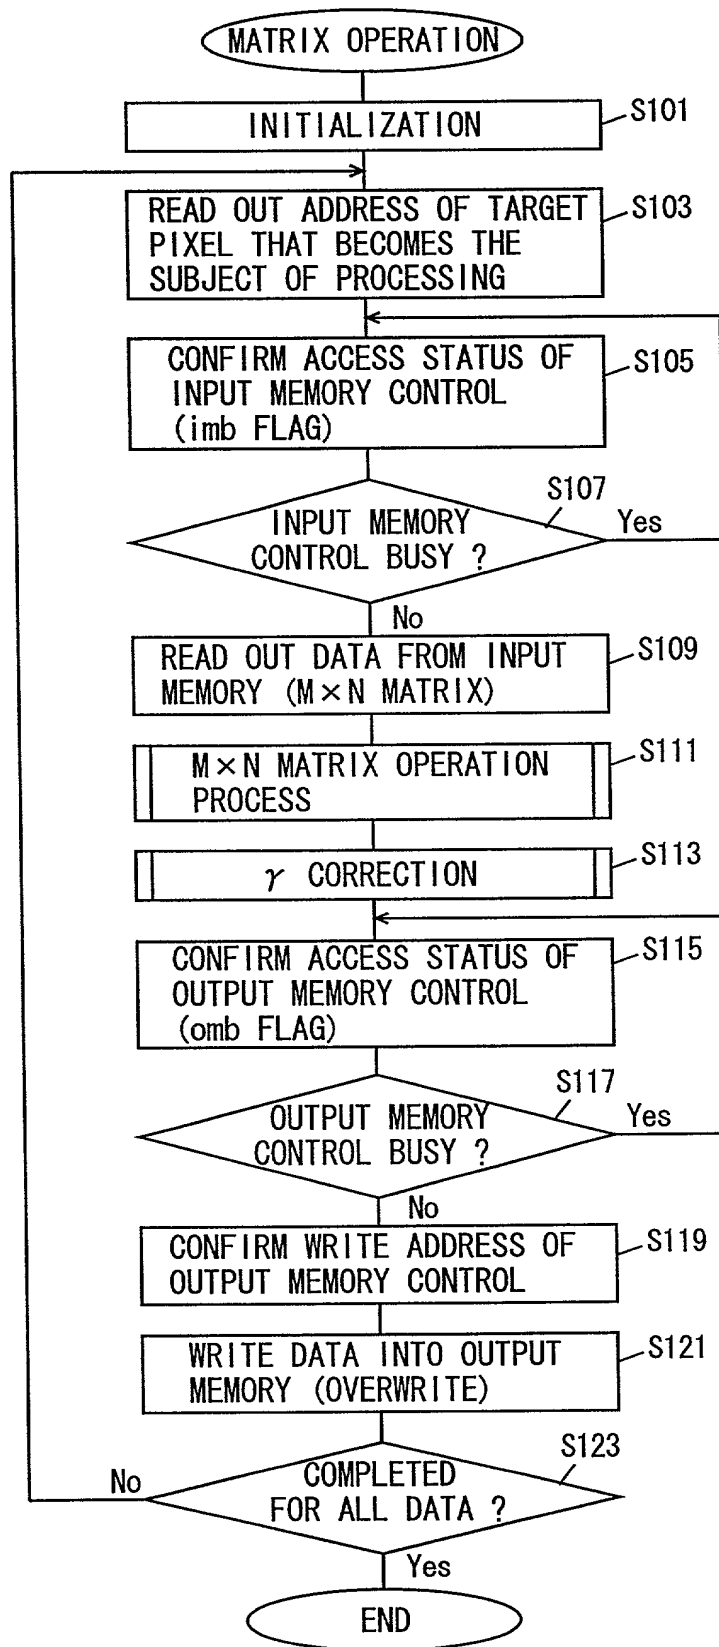 MATRIX OPERATION
INITIALIZATION
S101
READ OUT ADDRESS OF TARGET
PIXEL THAT BECOMES THE
SUBJECT OF PROCESSING
S103
CONFIRM ACCESS STATUS OF
INPUT MEMORY CONTROL
(imb FLAG)
S105
S107
INPUT MEMORY
CONTROL BUSY ?
Yes
No
READ OUT DATA FROM INPUT
MEMORY (M×N MATRIX)
S109
M×N MATRIX OPERATION
PROCESS
S111
γ CORRECTION
S113
CONFIRM ACCESS STATUS OF
OUTPUT MEMORY CONTROL
(omb FLAG)
S115
S117
OUTPUT MEMORY
CONTROL BUSY ?
Yes
No
CONFIRM WRITE ADDRESS OF
OUTPUT MEMORY CONTROL
S119
WRITE DATA INTO OUTPUT
MEMORY (OVERWRITE)
S121
S123
COMPLETED
FOR ALL DATA ?
No
Yes
END